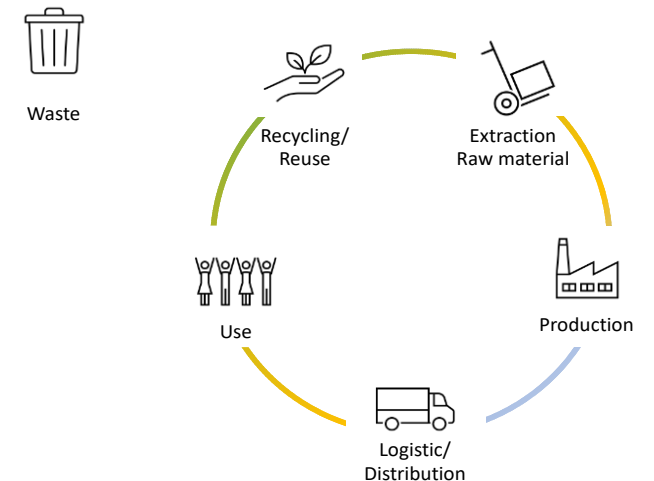 Waste
Recycling/
Reuse
Extraction
Raw material
Use
Production
Logistic/
Distribution